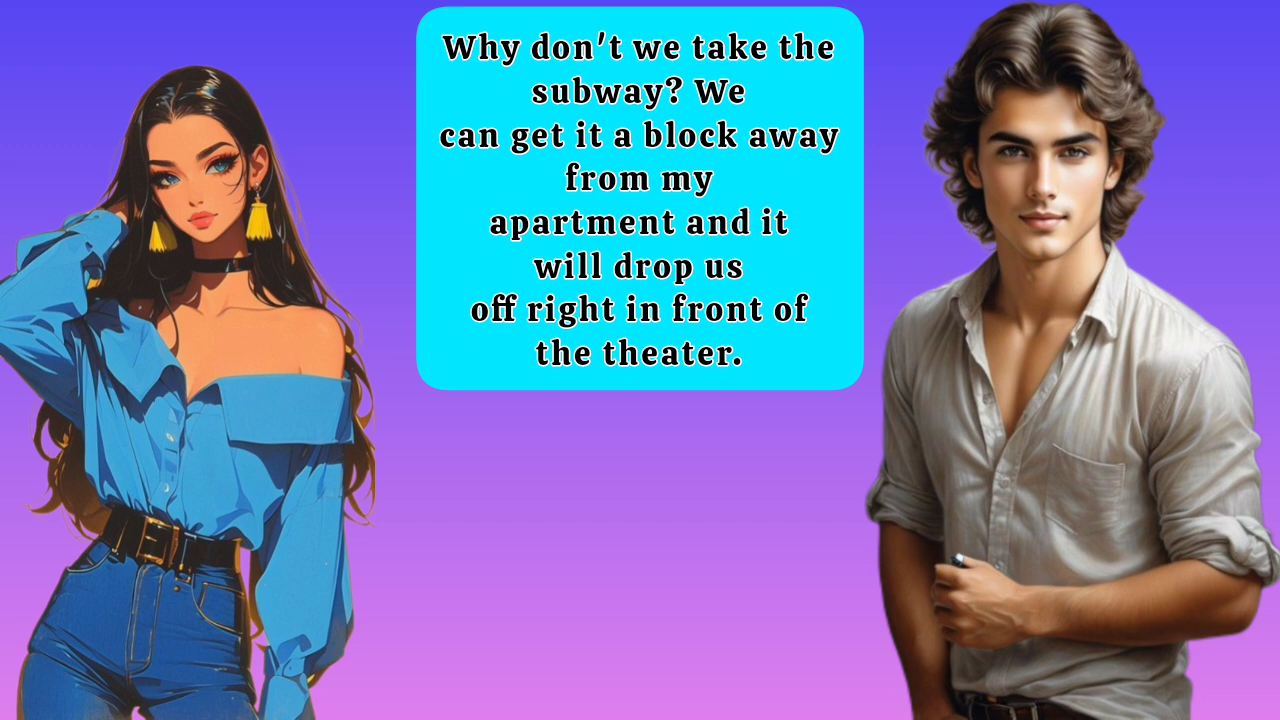 Why don't we take the
subway? We
can get it a block away
from my
apartment and it
will drop us
off right in front of
the theater.